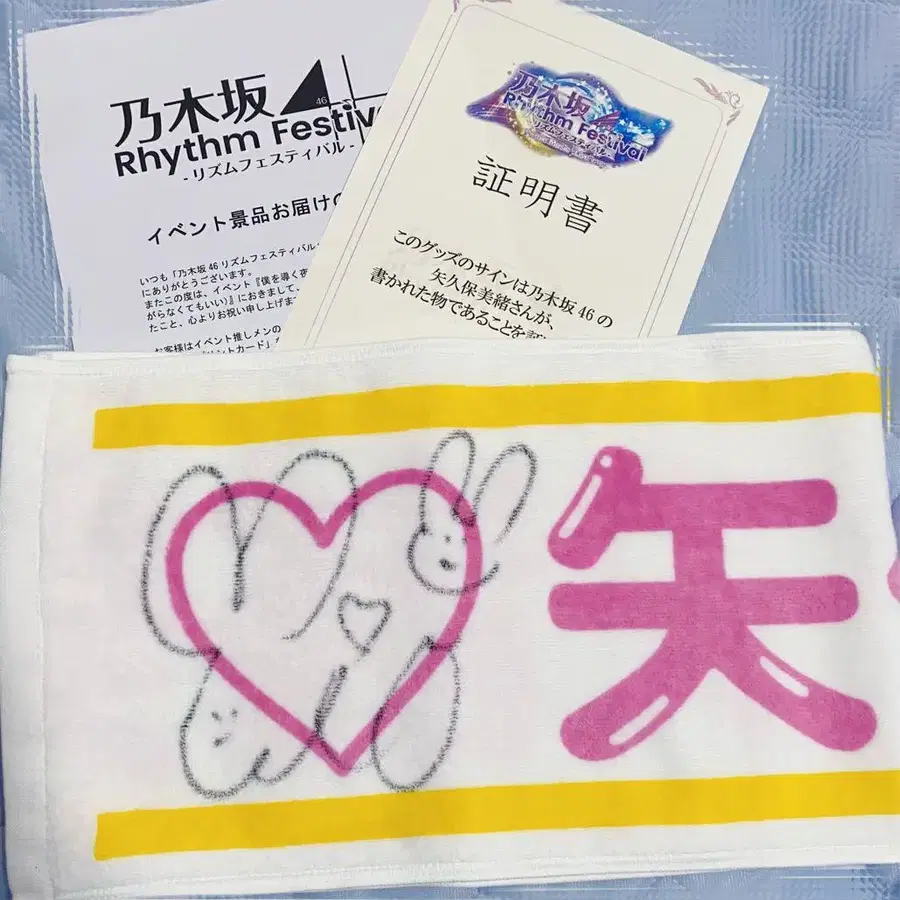 乃木坂
46
Rhythm Festiv
-リズムフェスティバル-
イベント景品お届け
いつも「乃木坂46リズムフェスティバル
にありがとうございます。
またこの度は、イベント『僕を導く夜
がらなくてもいい)』におきまして、
たこと、心よりお祝い申し上げま
お客様はイベント推しメンの
乃木坂
Rhythm Festival
-リズムフェスティバル-
証明書
このグッズのサインは乃木坂46の
矢久保美緒さんが、
書かれた物であることを証
矢